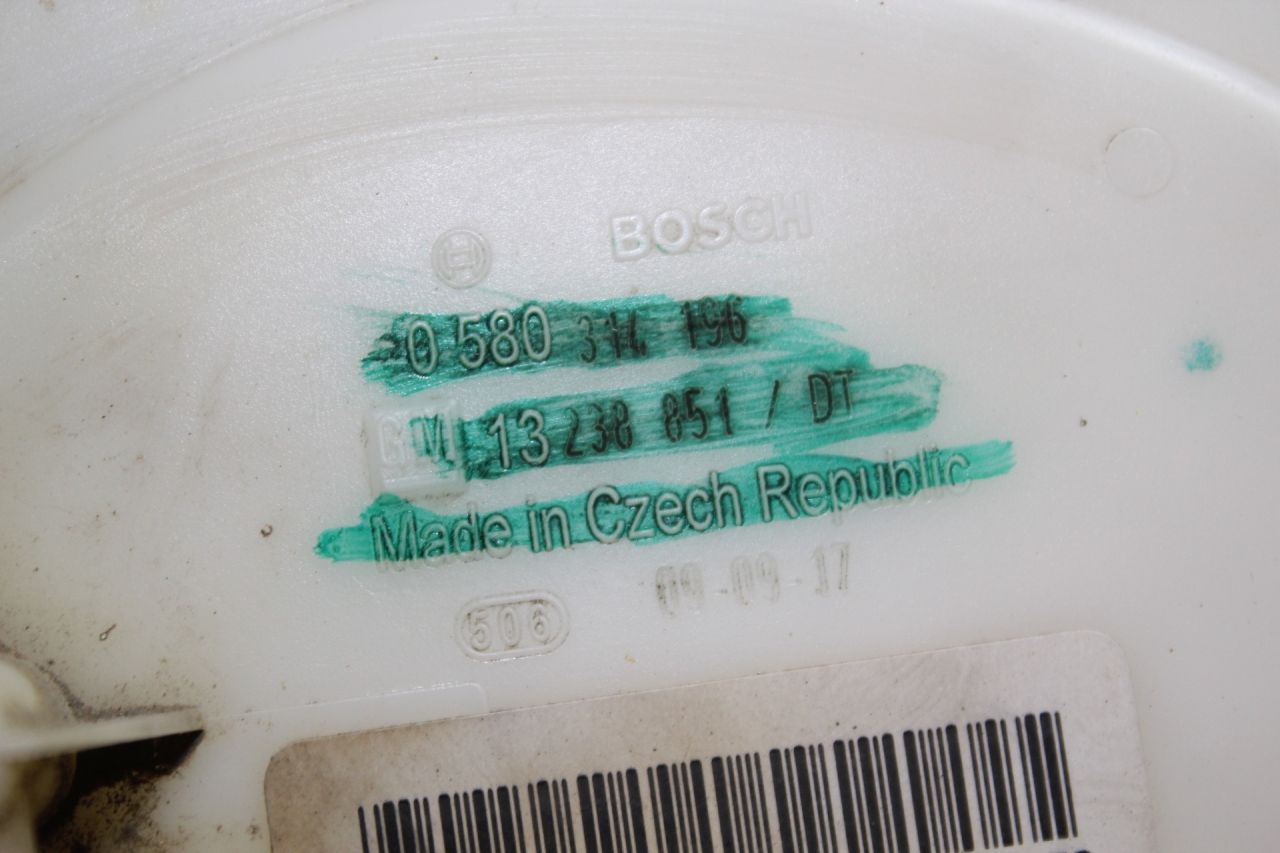 BOSCH
0 580 314 196
GM 13 238 851 / DT
Made in Czech Republic
506 09-09-17